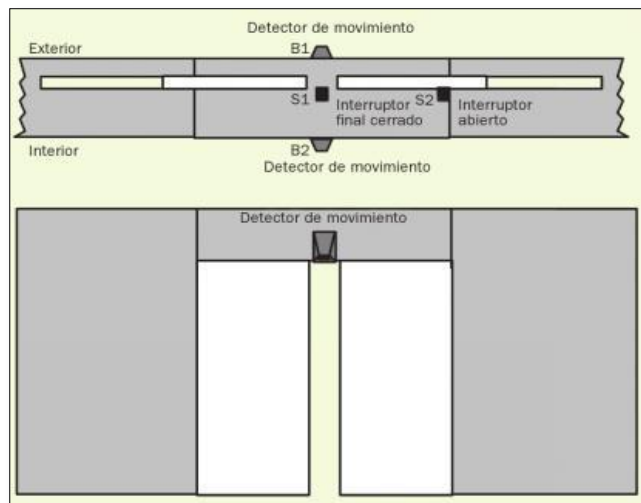 Detector de movimiento
Exterior
B1
S1
Interruptor
final cerrado
S2
Interruptor
abierto
Interior
B2
Detector de movimiento
Detector de movimiento